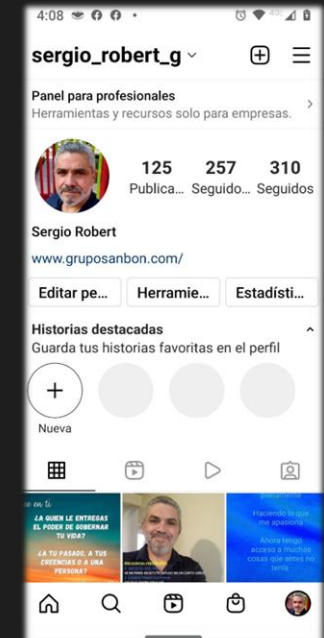 4:08
sergio_robert_g
Panel para profesionales
Herramientas y recursos solo para empresas.
125 257 310
Publica... Seguido... Seguidos
Sergio Robert
www.gruposanbon.com/
Editar pe... Herramie... Estadísti...
Historias destacadas
Guarda tus historias favoritas en el perfil
Nueva
¿A QUIEN LE ENTREGAS
EL PODER DE GOBERNAR
TU VIDA?
¿A TU PASADO, A TUS
CREENCIAS O A UNA
PERSONA?
plenamente
Haciendo lo que
me apasiona
Ahora tengo
acceso a muchas
cosas que antes no
tenía